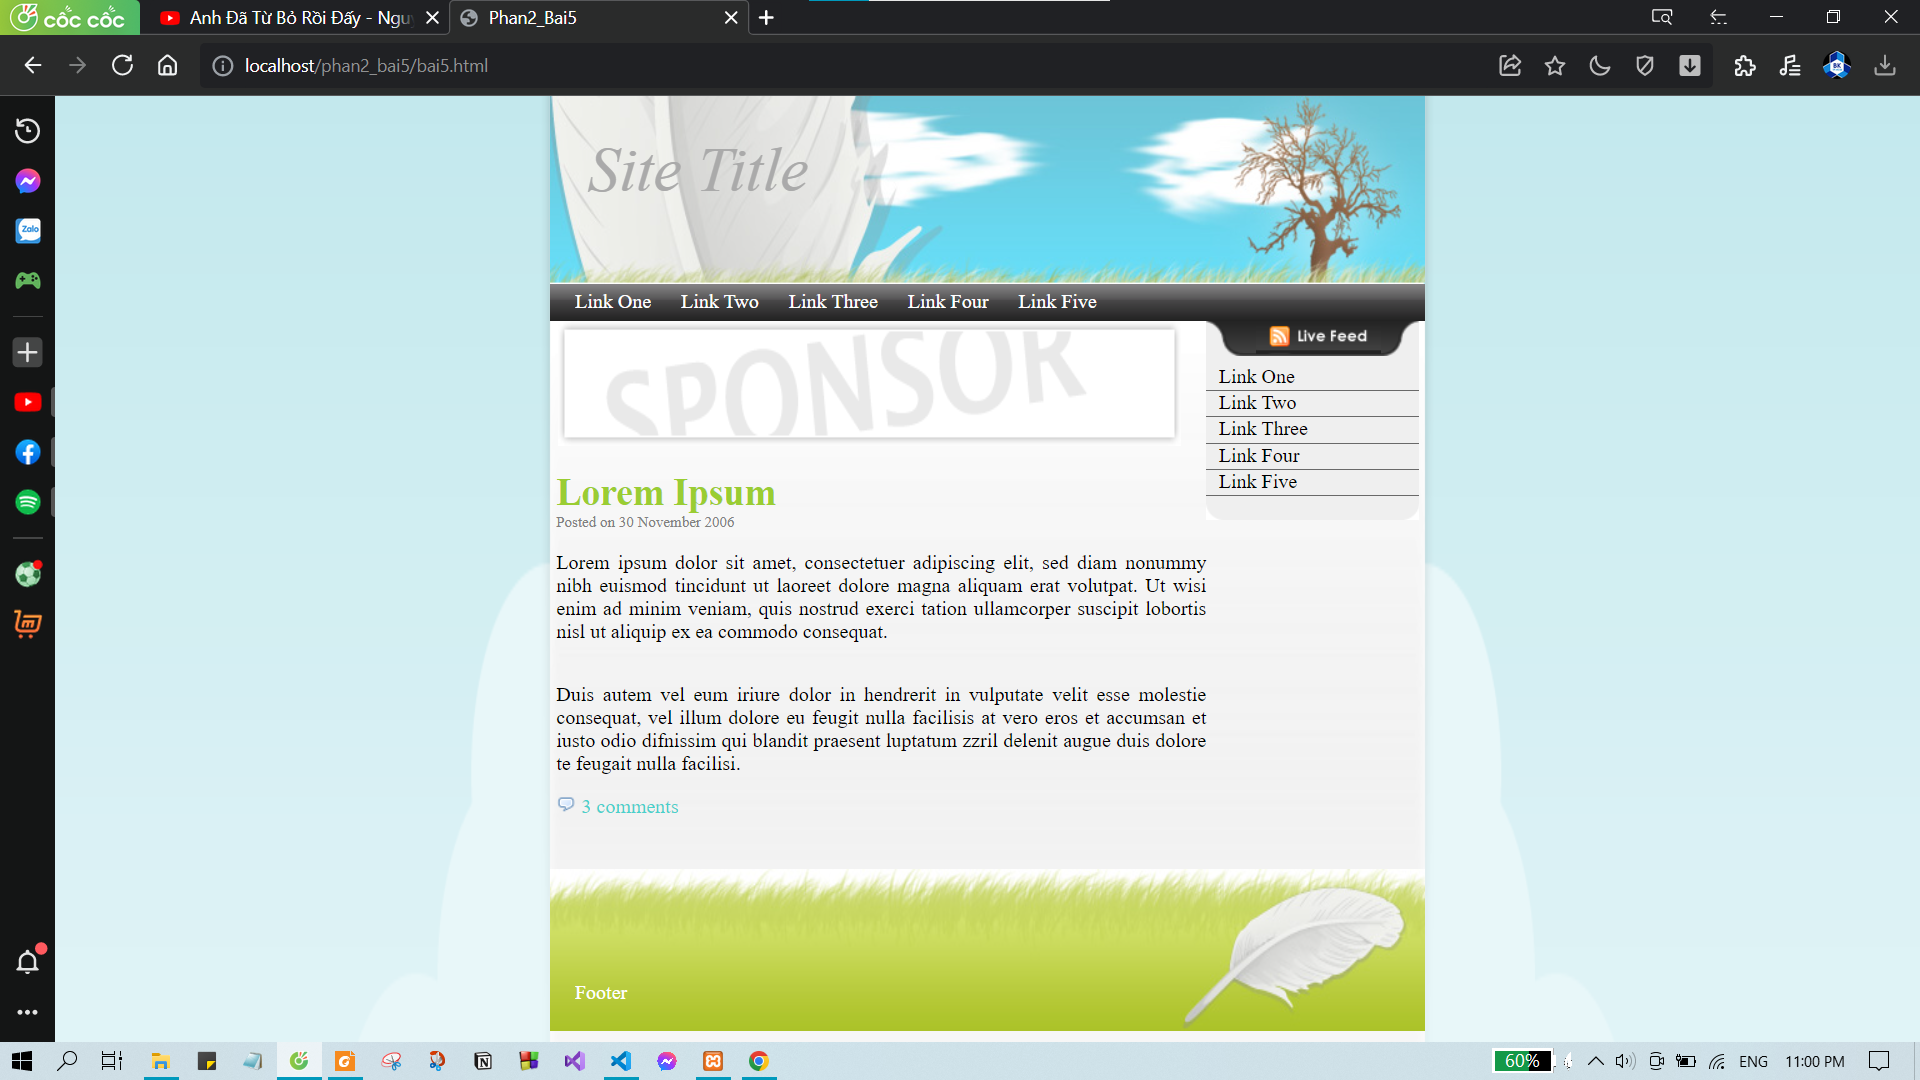 cốc cốc
Anh Đã Từ Bỏ Rồi Đấy - Ngu
Phan2_Bai5
localhost/phan2_bai5/bai5.html
Zalo
Site Title
Link One
Link Two
Link Three
Link Four
Link Five
SPONSOR
Live Feed
Link One
Link Two
Link Three
Link Four
Link Five
Lorem Ipsum
Posted on 30 November 2006
Lorem ipsum dolor sit amet, consectetuer adipiscing elit, sed diam nonummy
nibh euismod tincidunt ut laoreet dolore magna aliquam erat volutpat. Ut wisi
enim ad minim veniam, quis nostrud exerci tation ullamcorper suscipit lobortis
nisl ut aliquip ex ea commodo consequat.
Duis autem vel eum iriure dolor in hendrerit in vulputate velit esse molestie
consequat, vel illum dolore eu feugit nulla facilisis at vero eros et accumsan et
iusto odio difnissim qui blandit praesent luptatum zzril delenit augue duis dolore
te feugait nulla facilisi.
3 comments
Footer
60%
ENG
11:00 PM